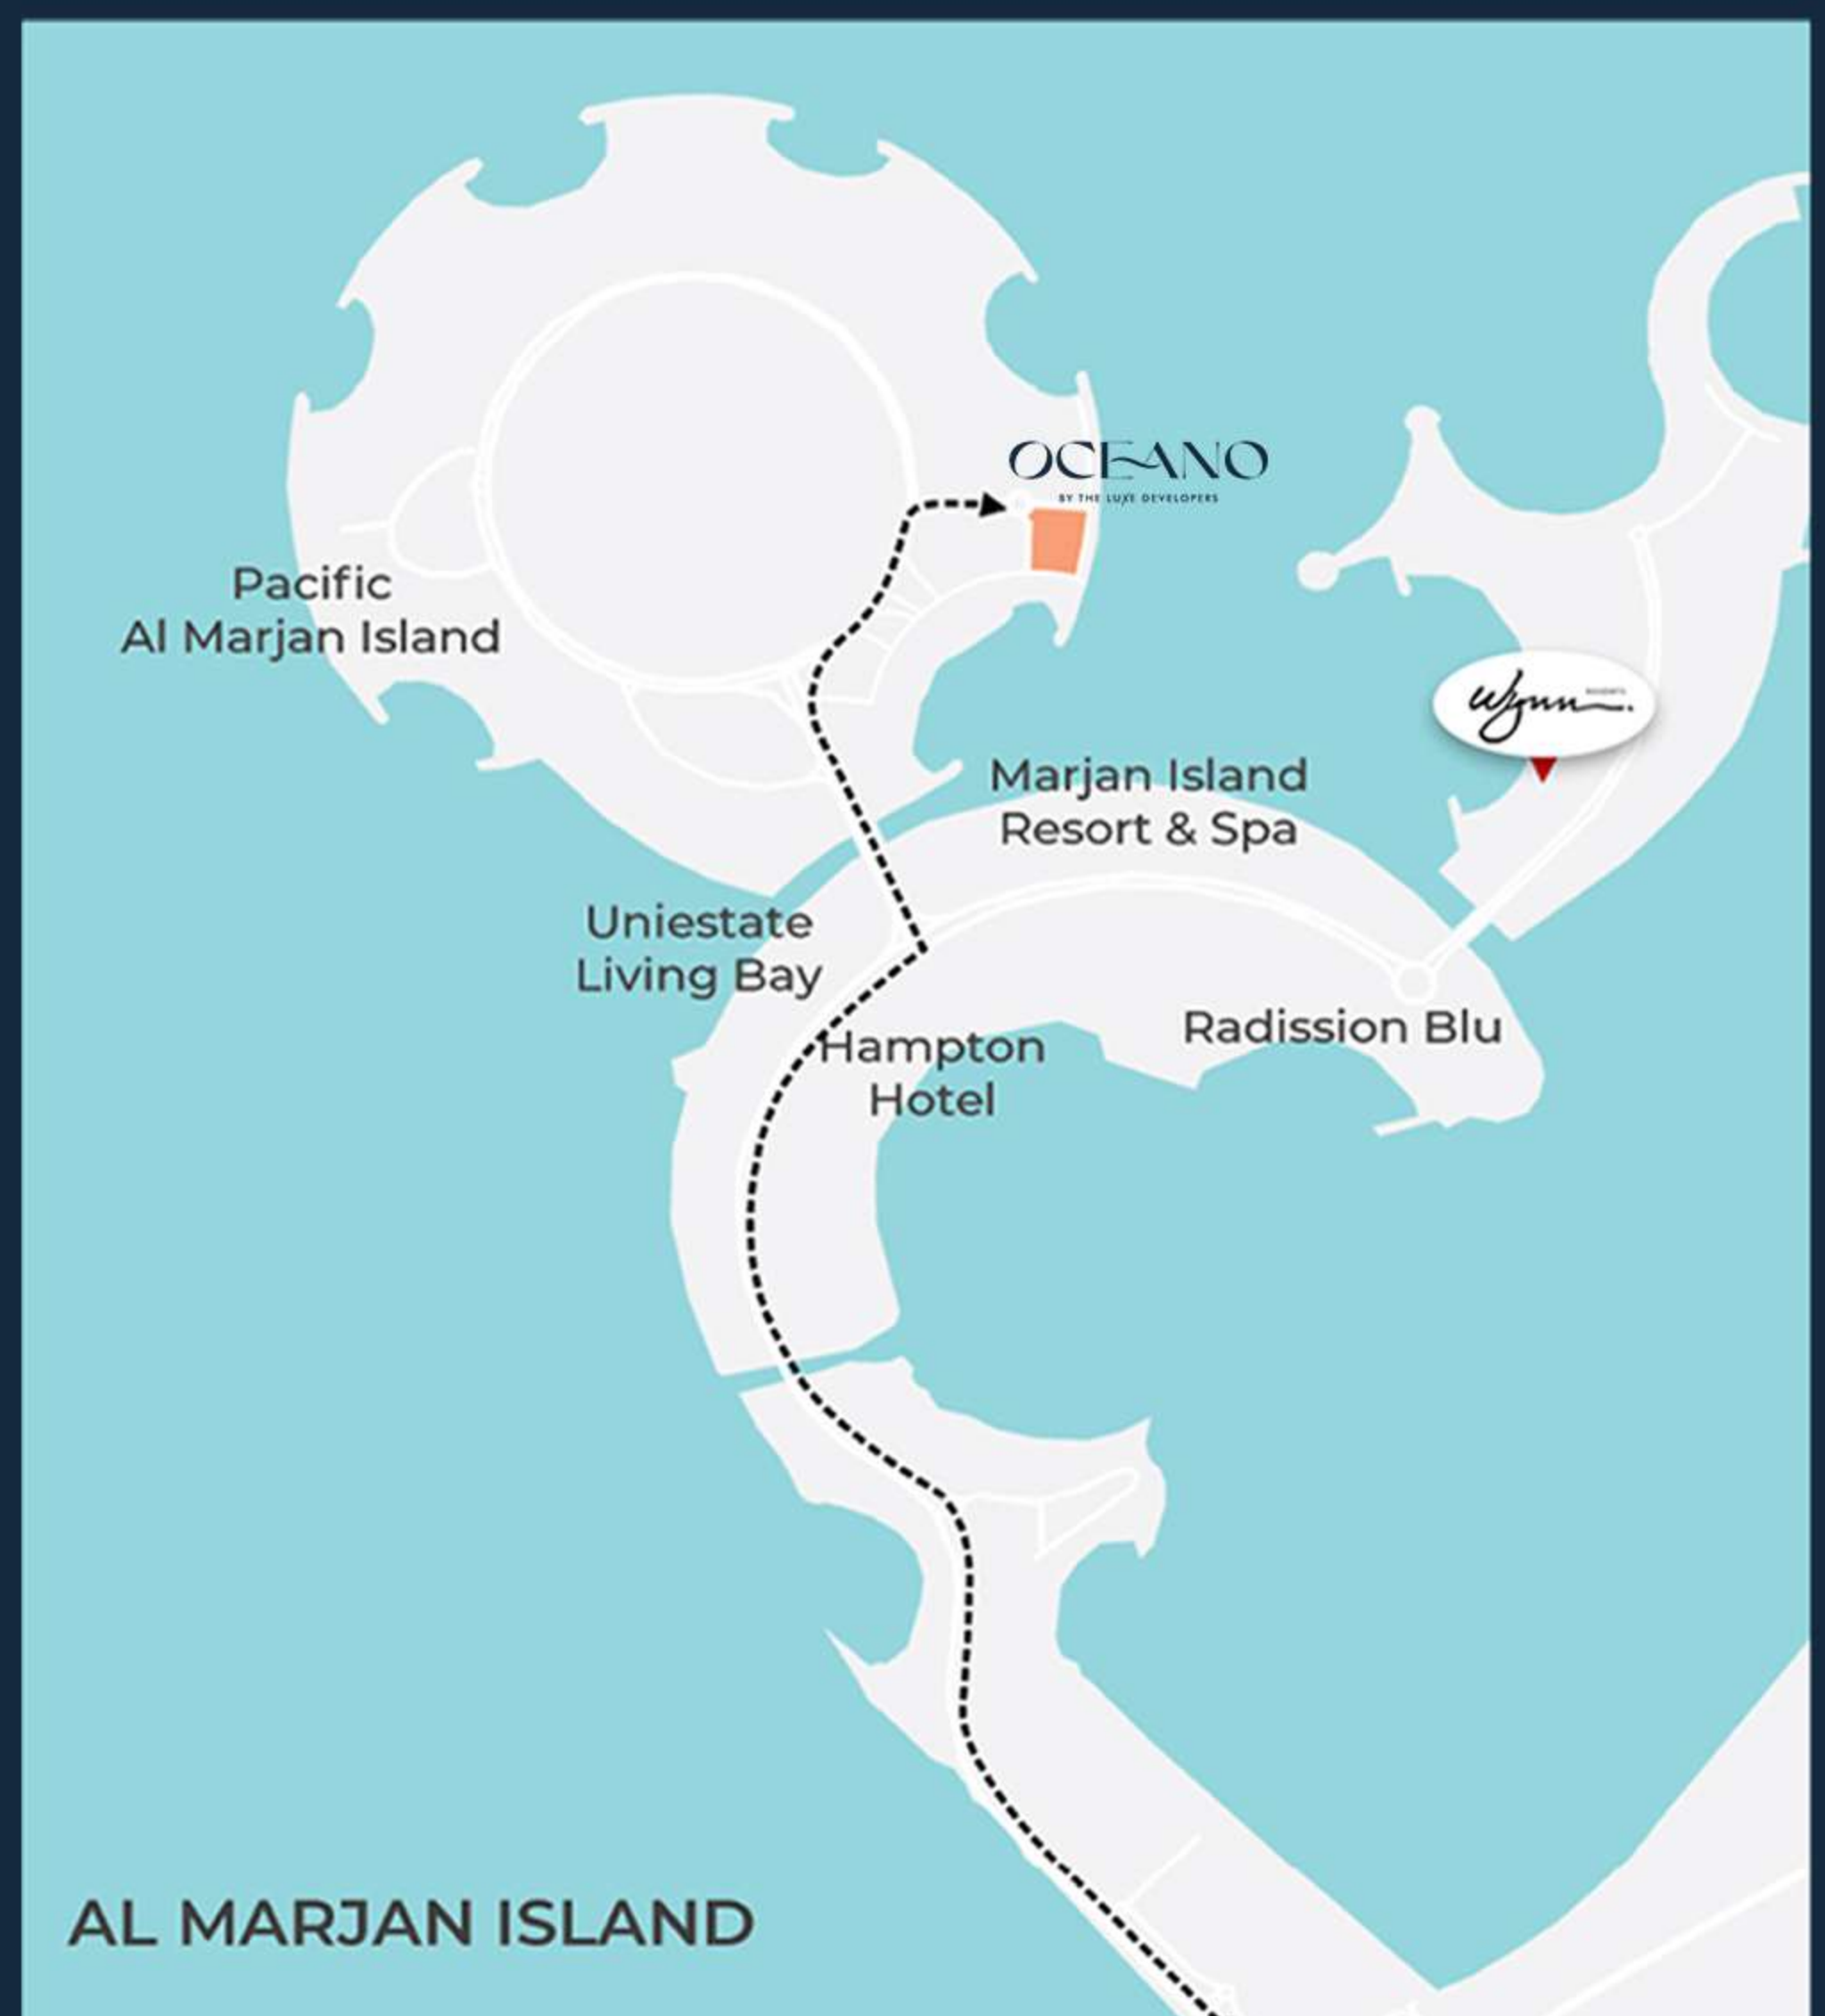 OCEANO
BY THE LUXE DEVELOPERS
Pacific
Al Marjan Island
Wynn
Marjan Island
Resort & Spa
Uniestate
Living Bay
Radission Blu
Hampton
Hotel
AL MARJAN ISLAND